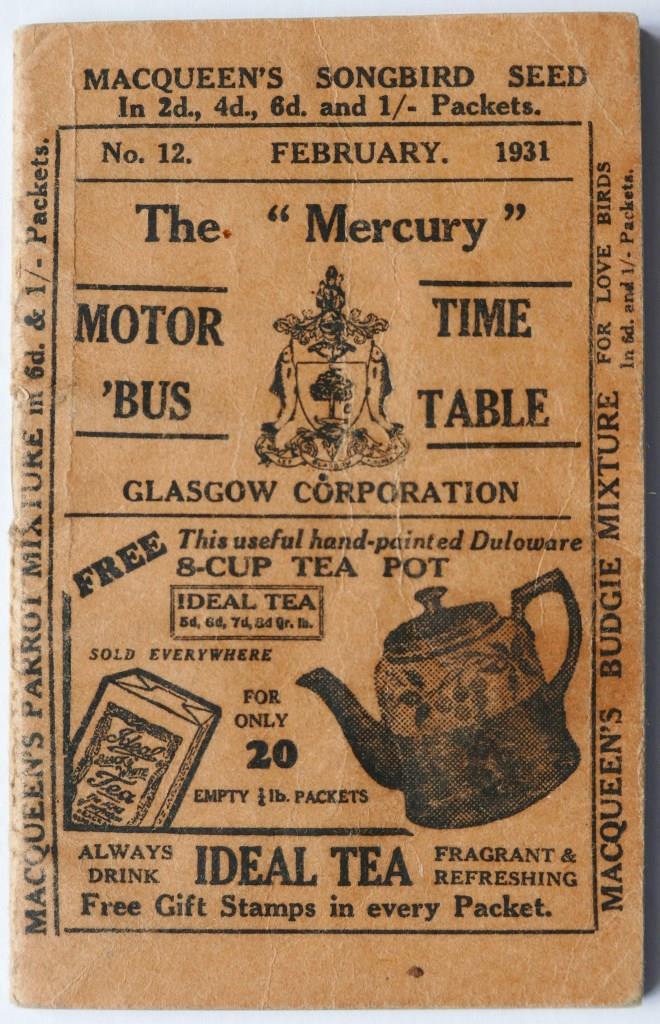 MACQUEEN'S SONGBIRD SEED
In 2d., 4d., 6d. and 1/- Packets.
No. 12. FEBRUARY. 1931
The "Mercury"
MOTOR TIME
'BUS TABLE
GLASGOW CORPORATION
FREE
This useful hand-painted Duloware
8-CUP TEA POT
IDEAL TEA
5d, 6d, 7d, 8d Qr. lb.
SOLD EVERYWHERE
FOR
ONLY
20
EMPTY ¼ lb. PACKETS
Ideal
Tea
ALWAYS DRINK
IDEAL TEA
FRAGRANT & REFRESHING
Free Gift Stamps in every Packet.
MACQUEEN'S PARROT MIXTURE in 6d. & 1/- Packets.
MACQUEEN'S BUDGIE MIXTURE FOR LOVE BIRDS
In 6d. and 1/- Packets.